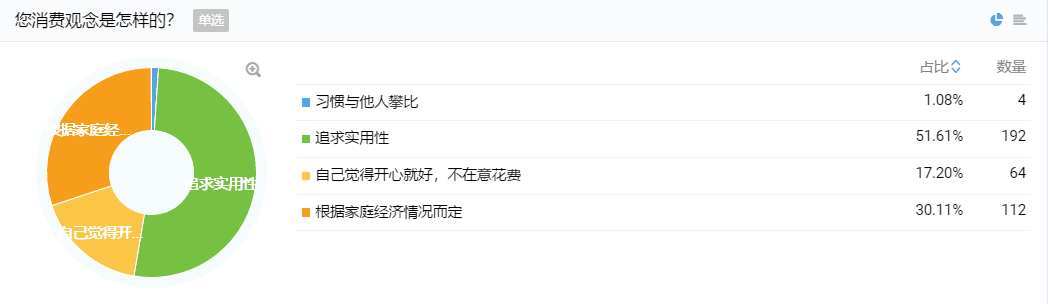 您消费观念是怎样的？ 单选
占比 数量
习惯与他人攀比 1.08% 4
追求实用性 51.61% 192
自己觉得开心就好，不在意花费 17.20% 64
根据家庭经济情况而定 30.11% 112
根据家庭经...
追求实用性
自己觉得开...